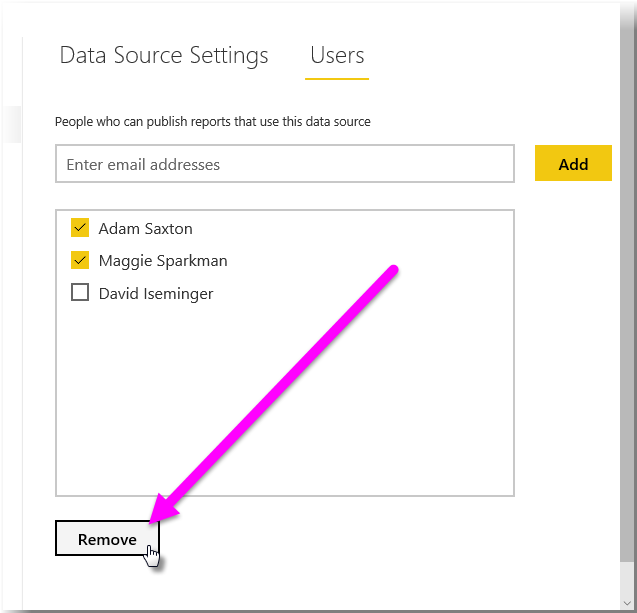 Data Source Settings Users
People who can publish reports that use this data source
Enter email addresses Add
Adam Saxton
Maggie Sparkman
David Iseminger
Remove